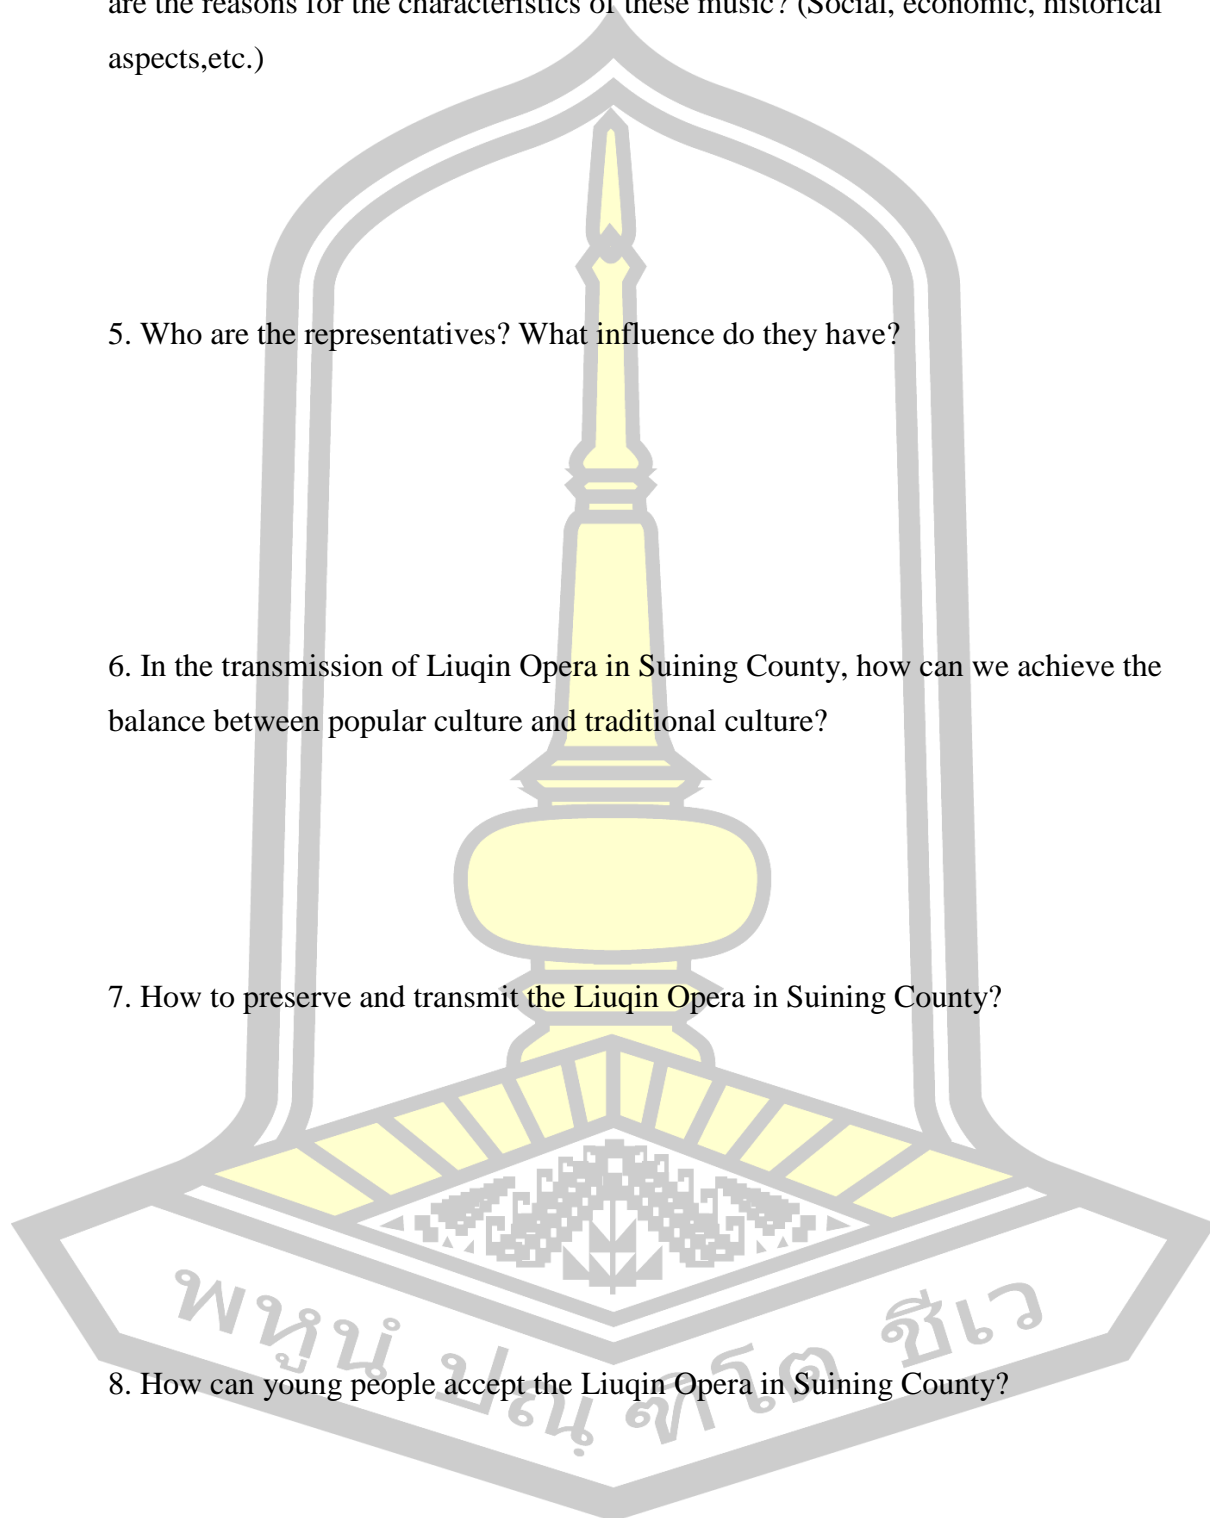 are the reasons for the characteristics of these music? (Social, economic, historical
aspects,etc.)
5. Who are the representatives? What influence do they have?
6. In the transmission of Liuqin Opera in Suining County, how can we achieve the
balance between popular culture and traditional culture?
7. How to preserve and transmit the Liuqin Opera in Suining County?
พหูนํ ปณฺฑิโต ชีเว
8. How can young people accept the Liuqin Opera in Suining County?